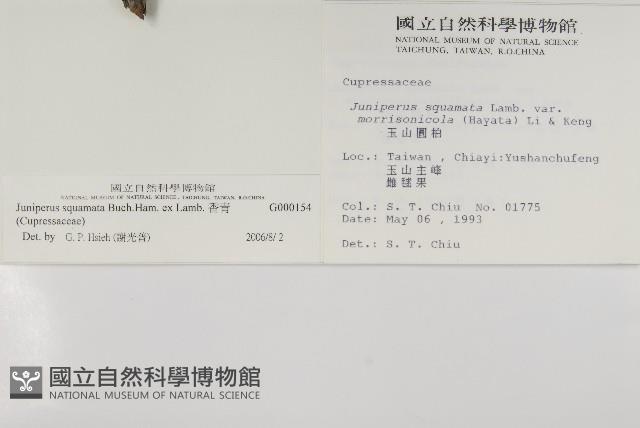 國立自然科學博物館
NATIONAL MUSEUM OF NATURAL SCIENCE, TAICHUNG, TAIWAN, R.O.CHINA
Juniperus squamata Buch.Ham. ex Lamb. 香青 G000154
(Cupressaceae)
Det. by G. P. Hsieh (謝光普) 2006/8/ 2
國立自然科學博物館
NATIONAL MUSEUM OF NATURAL SCIENCE
TAICHUNG, TAIWAN, R.O.CHINA
Cupressaceae
Juniperus squamata Lamb. var.
morrisonicola (Hayata) Li & Keng
玉山圓柏
Loc.: Taiwan , Chiayi:Yushanchufeng
玉山主峰
雌毬果
Col.: S. T. Chiu No. 01775
Date: May 06 , 1993
Det.: S. T. Chiu
國立自然科學博物館
NATIONAL MUSEUM OF NATURAL SCIENCE